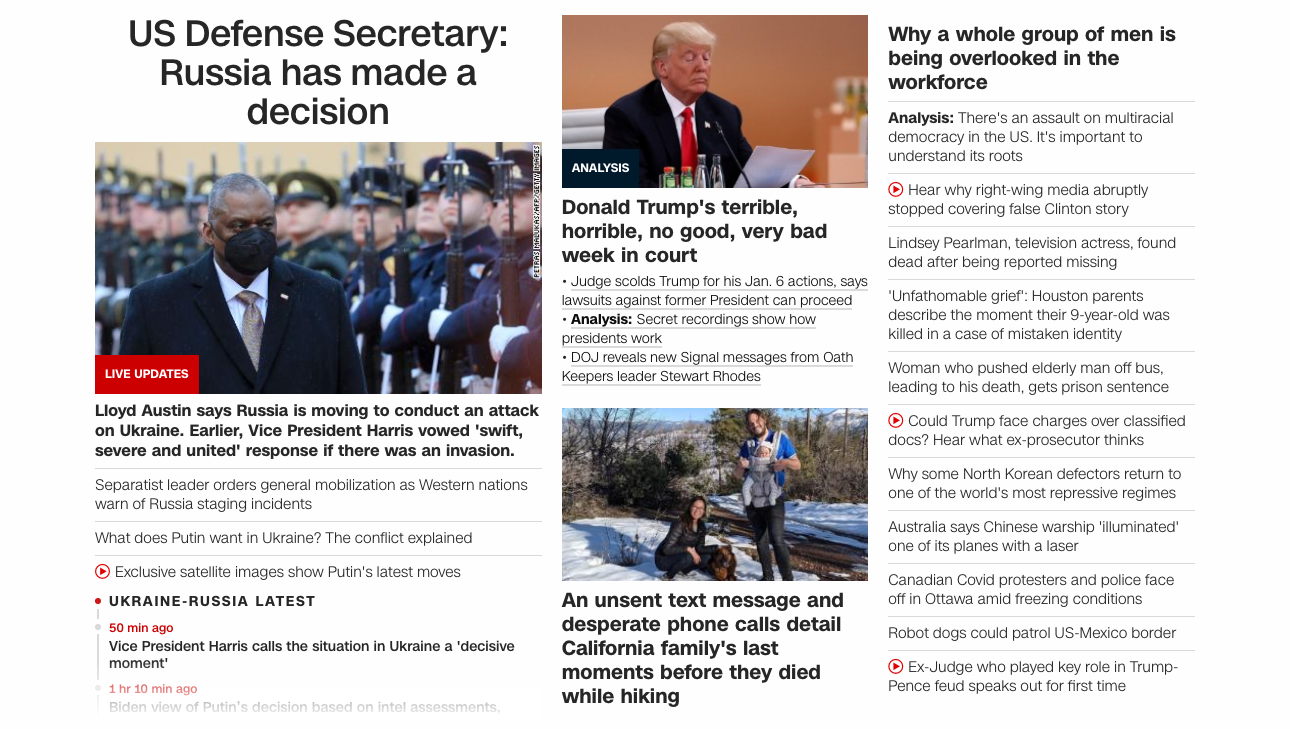 US Defense Secretary:
Russia has made a
decision
PETRAS MALUKAS/AFP/GETTY IMAGES
LIVE UPDATES
Lloyd Austin says Russia is moving to conduct an attack
on Ukraine. Earlier, Vice President Harris vowed 'swift,
severe and united' response if there was an invasion.
Separatist leader orders general mobilization as Western nations
warn of Russia staging incidents
What does Putin want in Ukraine? The conflict explained
Exclusive satellite images show Putin's latest moves
UKRAINE-RUSSIA LATEST
50 min ago
Vice President Harris calls the situation in Ukraine a 'decisive
moment'
1 hr 10 min ago
Biden view of Putin's decision based on intel assessments,
ANALYSIS
Donald Trump's terrible,
horrible, no good, very bad
week in court
• Judge scolds Trump for his Jan. 6 actions, says
lawsuits against former President can proceed
• Analysis: Secret recordings show how
presidents work
• DOJ reveals new Signal messages from Oath
Keepers leader Stewart Rhodes
An unsent text message and
desperate phone calls detail
California family's last
moments before they died
while hiking
Why a whole group of men is
being overlooked in the
workforce
Analysis: There's an assault on multiracial
democracy in the US. It's important to
understand its roots
Hear why right-wing media abruptly
stopped covering false Clinton story
Lindsey Pearlman, television actress, found
dead after being reported missing
'Unfathomable grief': Houston parents
describe the moment their 9-year-old was
killed in a case of mistaken identity
Woman who pushed elderly man off bus,
leading to his death, gets prison sentence
Could Trump face charges over classified
docs? Hear what ex-prosecutor thinks
Why some North Korean defectors return to
one of the world's most repressive regimes
Australia says Chinese warship 'illuminated'
one of its planes with a laser
Canadian Covid protesters and police face
off in Ottawa amid freezing conditions
Robot dogs could patrol US-Mexico border
Ex-Judge who played key role in Trump-
Pence feud speaks out for first time